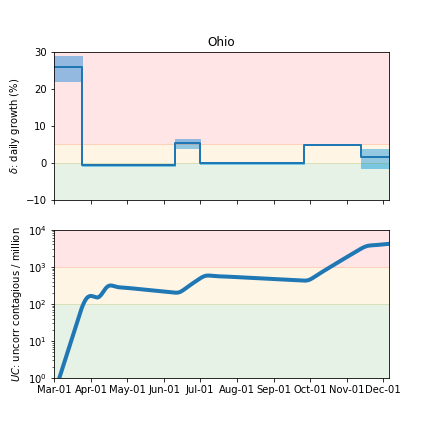 Ohio
δ: daily growth (%)
30
20
10
0
−10
UC: uncorr contagious / million
10⁴
10³
10²
10¹
10⁰
Mar-01 Apr-01 May-01 Jun-01 Jul-01 Aug-01 Sep-01 Oct-01 Nov-01 Dec-01